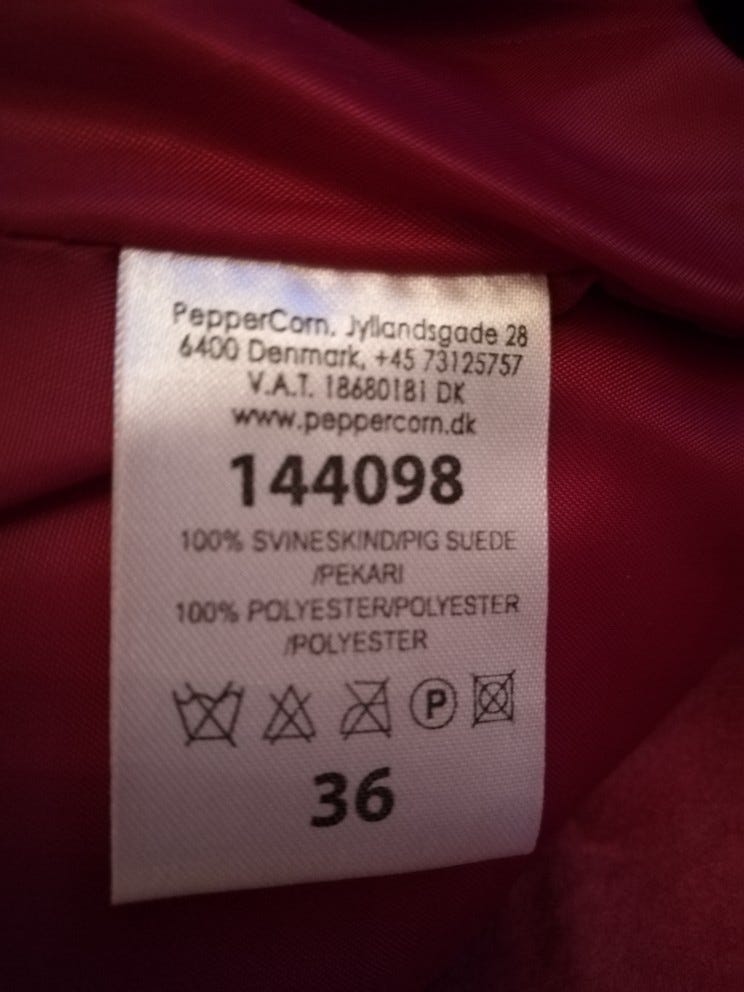 PepperCorn, Jyllandsgade 28
6400 Denmark, +45 73125757
V.A.T. 18680181 DK
www.peppercorn.dk
144098
100% SVINESKIND/PIG SUEDE
/PEKARI
100% POLYESTER/POLYESTER
/POLYESTER
P
36